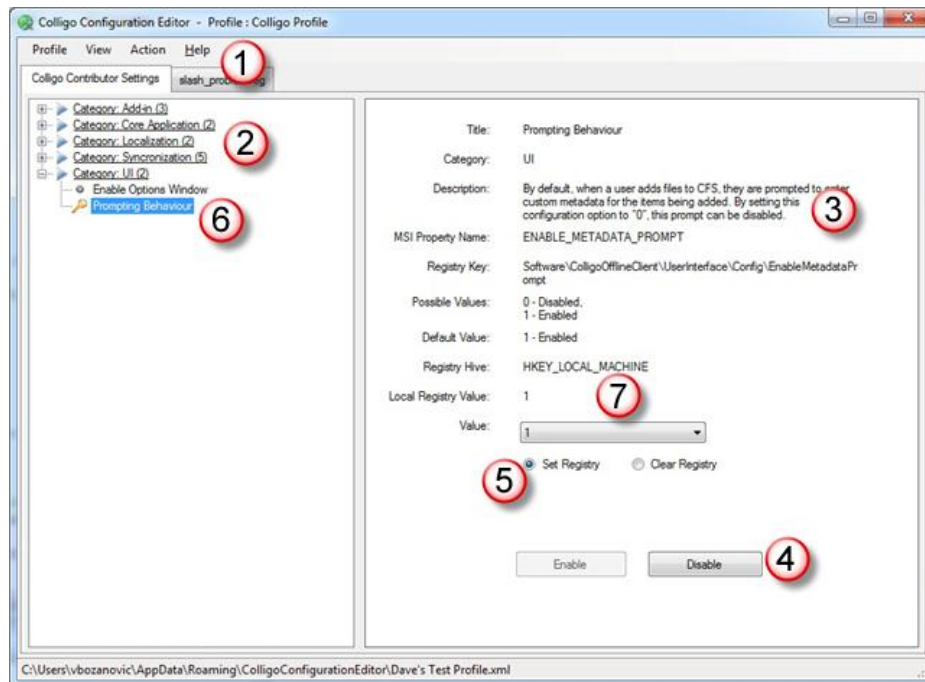 Colligo Configuration Editor - Profile : Colligo Profile
Profile View Action Help
1
Colligo Contributor Settings
Category: Add-in (3)
Category: Core Application (2)
Category: Localization (2)
Category: Syncronization (5)
Category: UI (2)
Enable Options Window
Prompting Behaviour
2
6
Title: Prompting Behaviour
Category: UI
Description: By default, when a user adds files to CFS, they are prompted to enter
custom metadata for the items being added. By setting this
configuration option to "0", this prompt can be disabled.
3
MSI Property Name: ENABLE_METADATA_PROMPT
Registry Key: Software\ColligoOfflineClient\UserInterface\Config\EnableMetadataPr
ompt
Possible Values: 0 - Disabled,
1 - Enabled
Default Value: 1 - Enabled
Registry Hive: HKEY_LOCAL_MACHINE
Local Registry Value: 1
7
Value: 1
5
Set Registry Clear Registry
Enable Disable
4
C:\Users\vbozanovic\AppData\Roaming\ColligoConfigurationEditor\Dave's Test Profile.xml